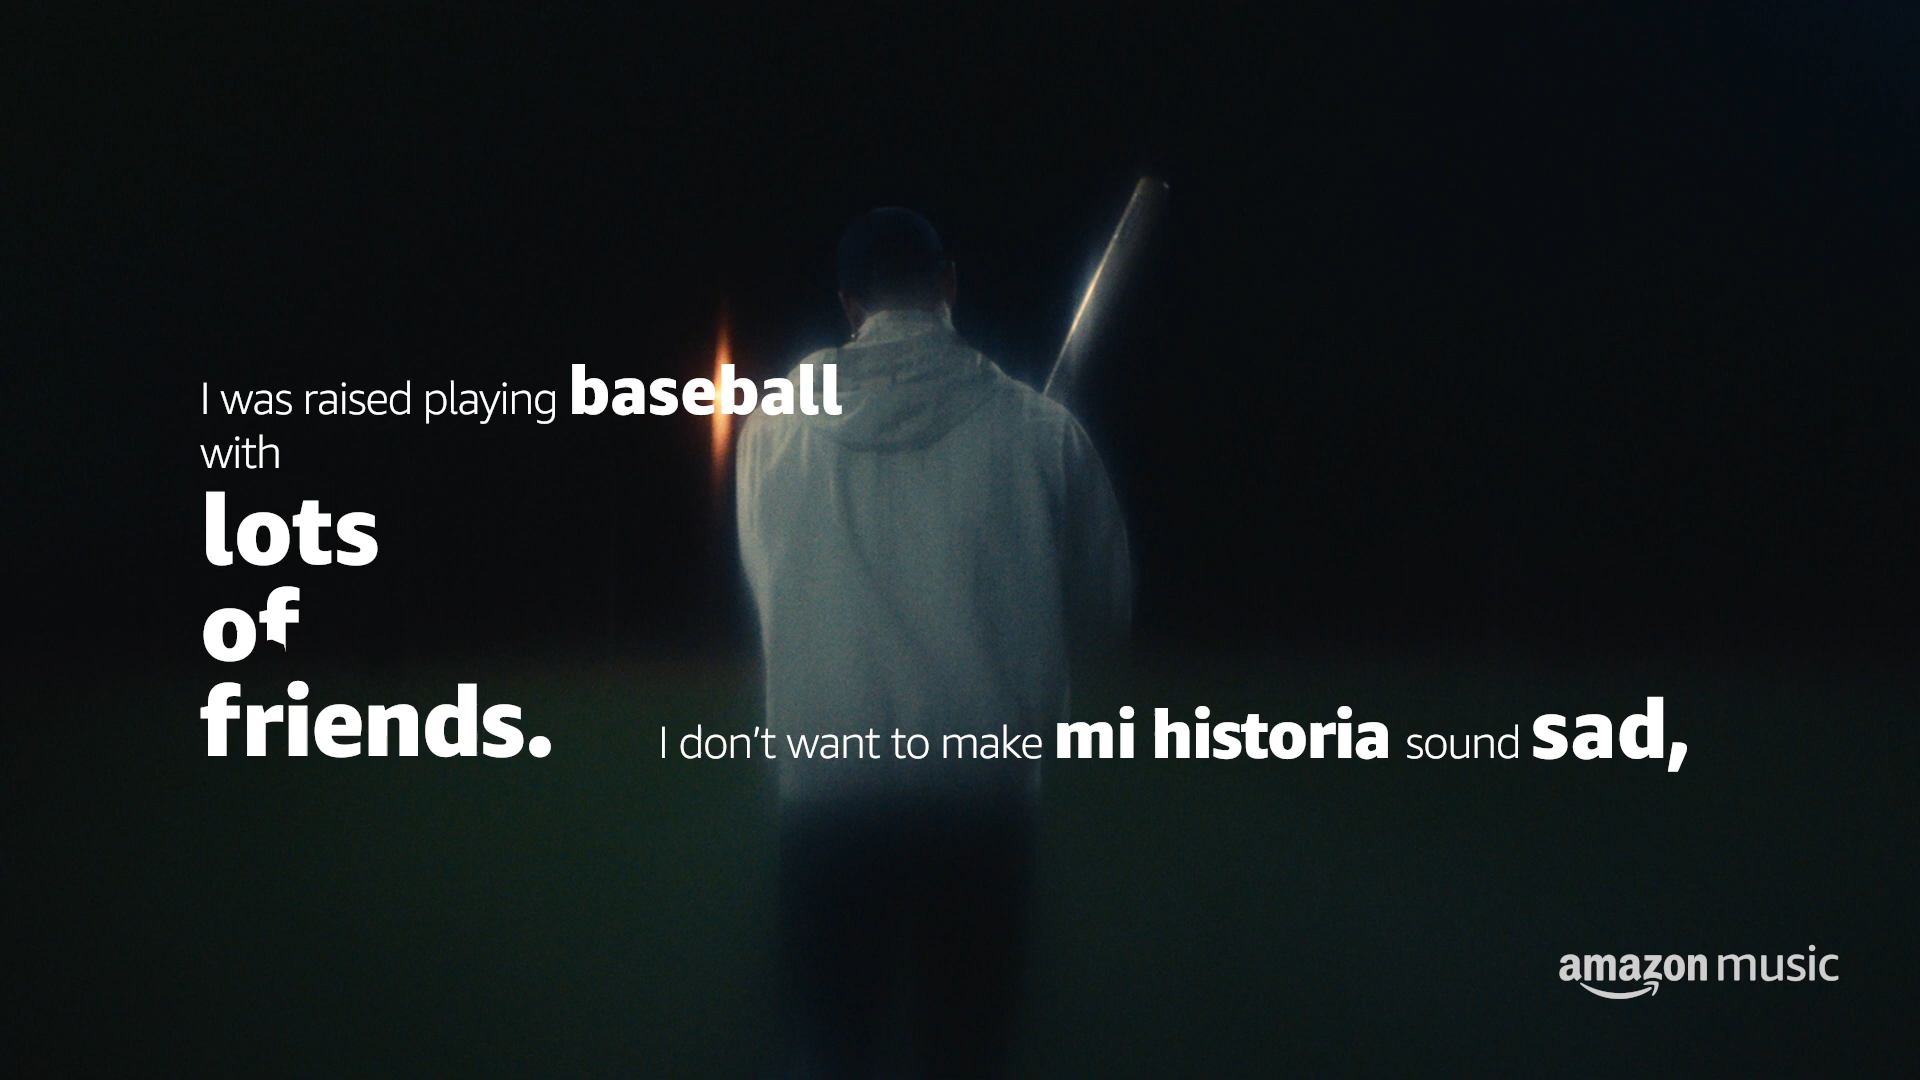 I was raised playing baseball
with
lots
of
friends.
I don't want to make mi historia sound sad,
amazon music